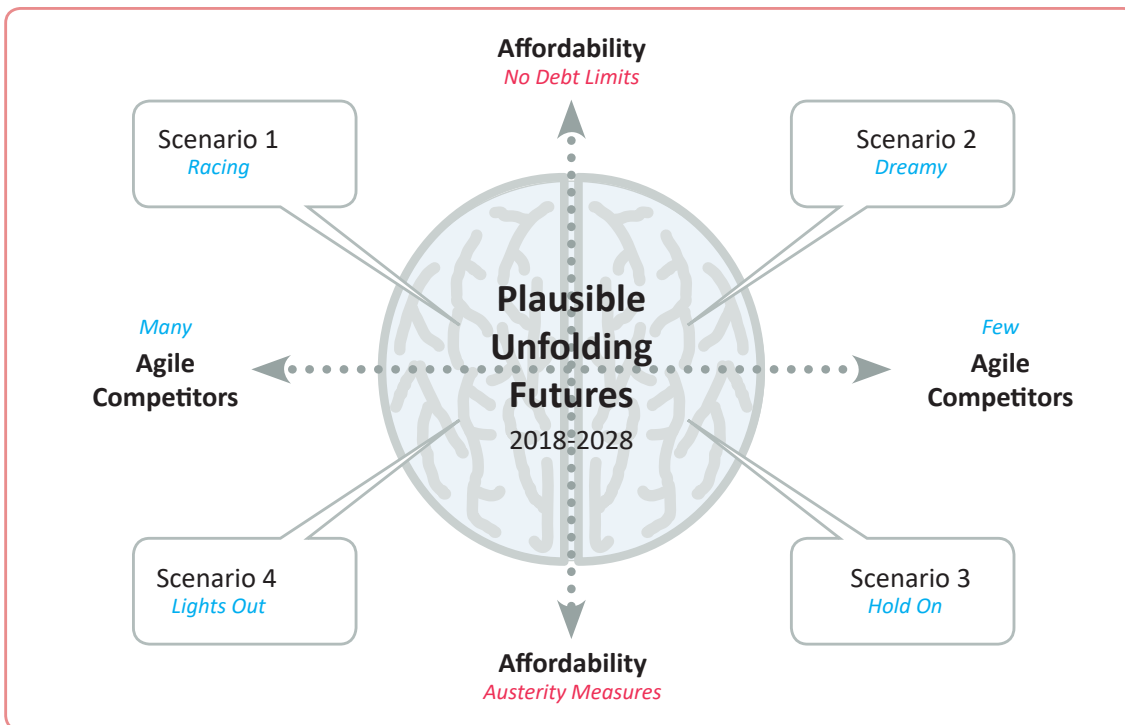 Affordability
No Debt Limits
Scenario 1
Racing
Scenario 2
Dreamy
Plausible
Unfolding
Futures
2018-2028
Many
Agile
Competitors
Few
Agile
Competitors
Scenario 4
Lights Out
Scenario 3
Hold On
Affordability
Austerity Measures